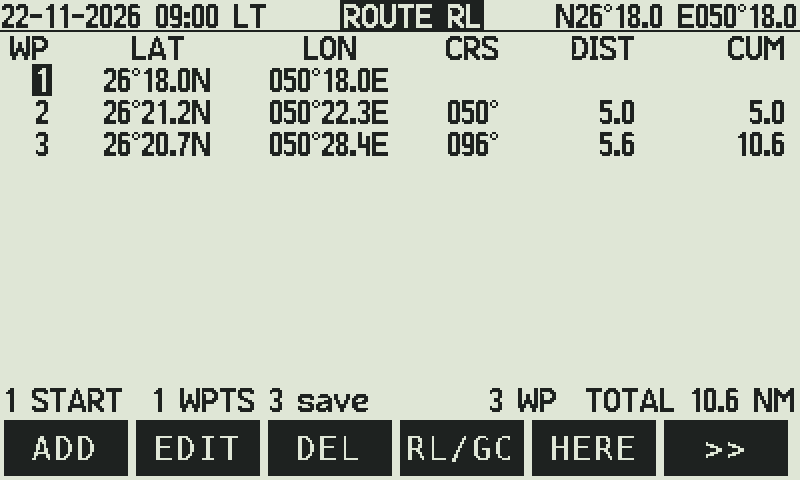 22-11-2026 09:00 LT ROUTE RL N26°18.0 E050°18.0
WP LAT LON CRS DIST CUM
1 26°18.0N 050°18.0E
2 26°21.2N 050°22.3E 050° 5.0 5.0
3 26°20.7N 050°28.4E 096° 5.6 10.6
1 START 1 WPTS 3 save 3 WP TOTAL 10.6 NM
ADD EDIT DEL RL/GC HERE >>